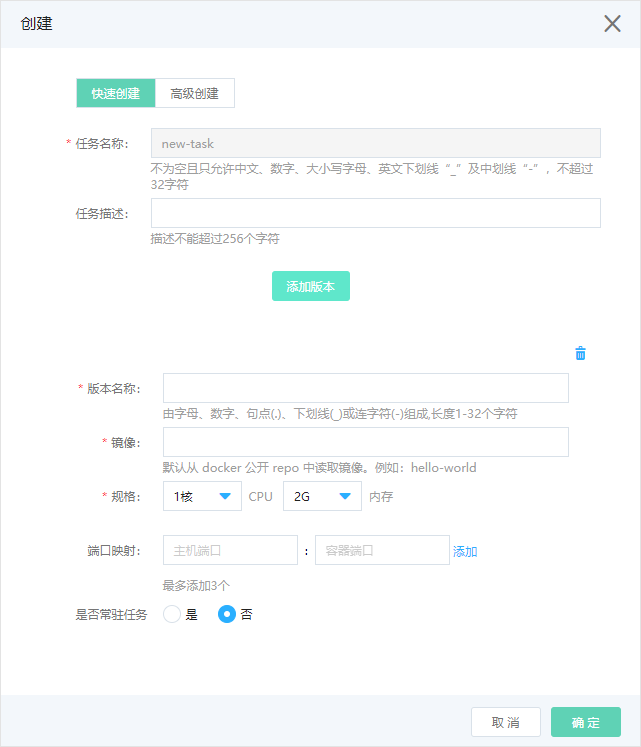 创建
快速创建 高级创建
* 任务名称： new-task
不为空且只允许中文、数字、大小写字母、英文下划线“_”及中划线“-”，不超过
32字符
任务描述：
描述不能超过256个字符
添加版本
* 版本名称：
由字母、数字、句点(.)、下划线(_)或连字符(-)组成,长度1-32个字符
* 镜像：
默认从 docker 公开 repo 中读取镜像。例如：hello-world
* 规格： 1核 CPU 2G 内存
端口映射： 主机端口 : 容器端口 添加
最多添加3个
是否常驻任务 是 否
取 消 确 定